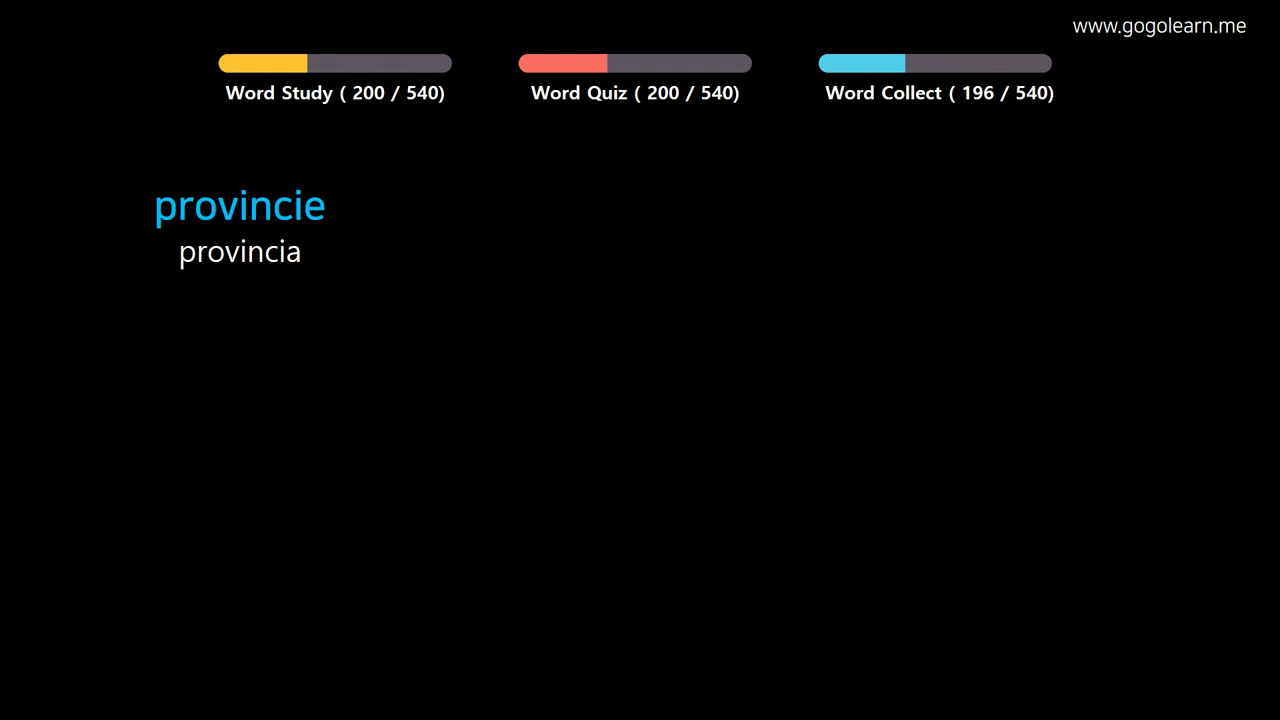 www.gogolearn.me
Word Study ( 200 / 540)
Word Quiz ( 200 / 540)
Word Collect ( 196 / 540)
provincie
provincia